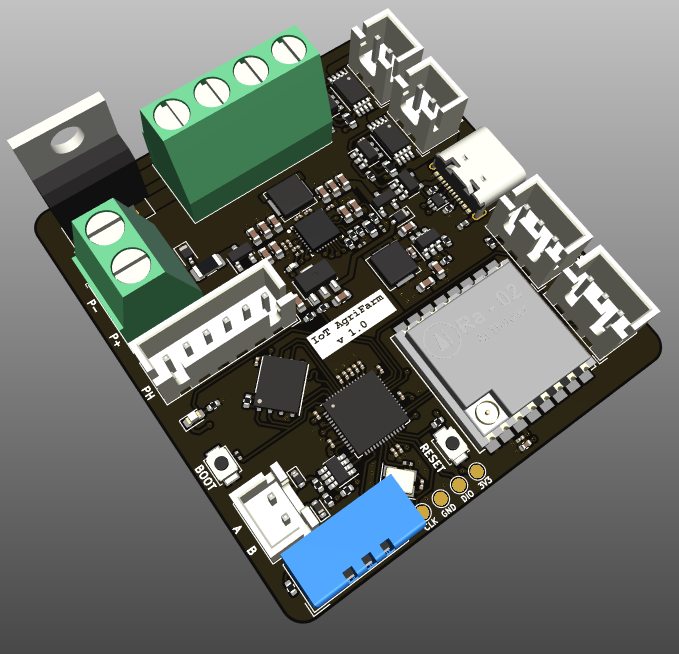 P-
P+
PH
IoT AgriFarm
v 1.0
Ra-02
BOOT
RESET
A
B
CLK
GND
DIO
3V3